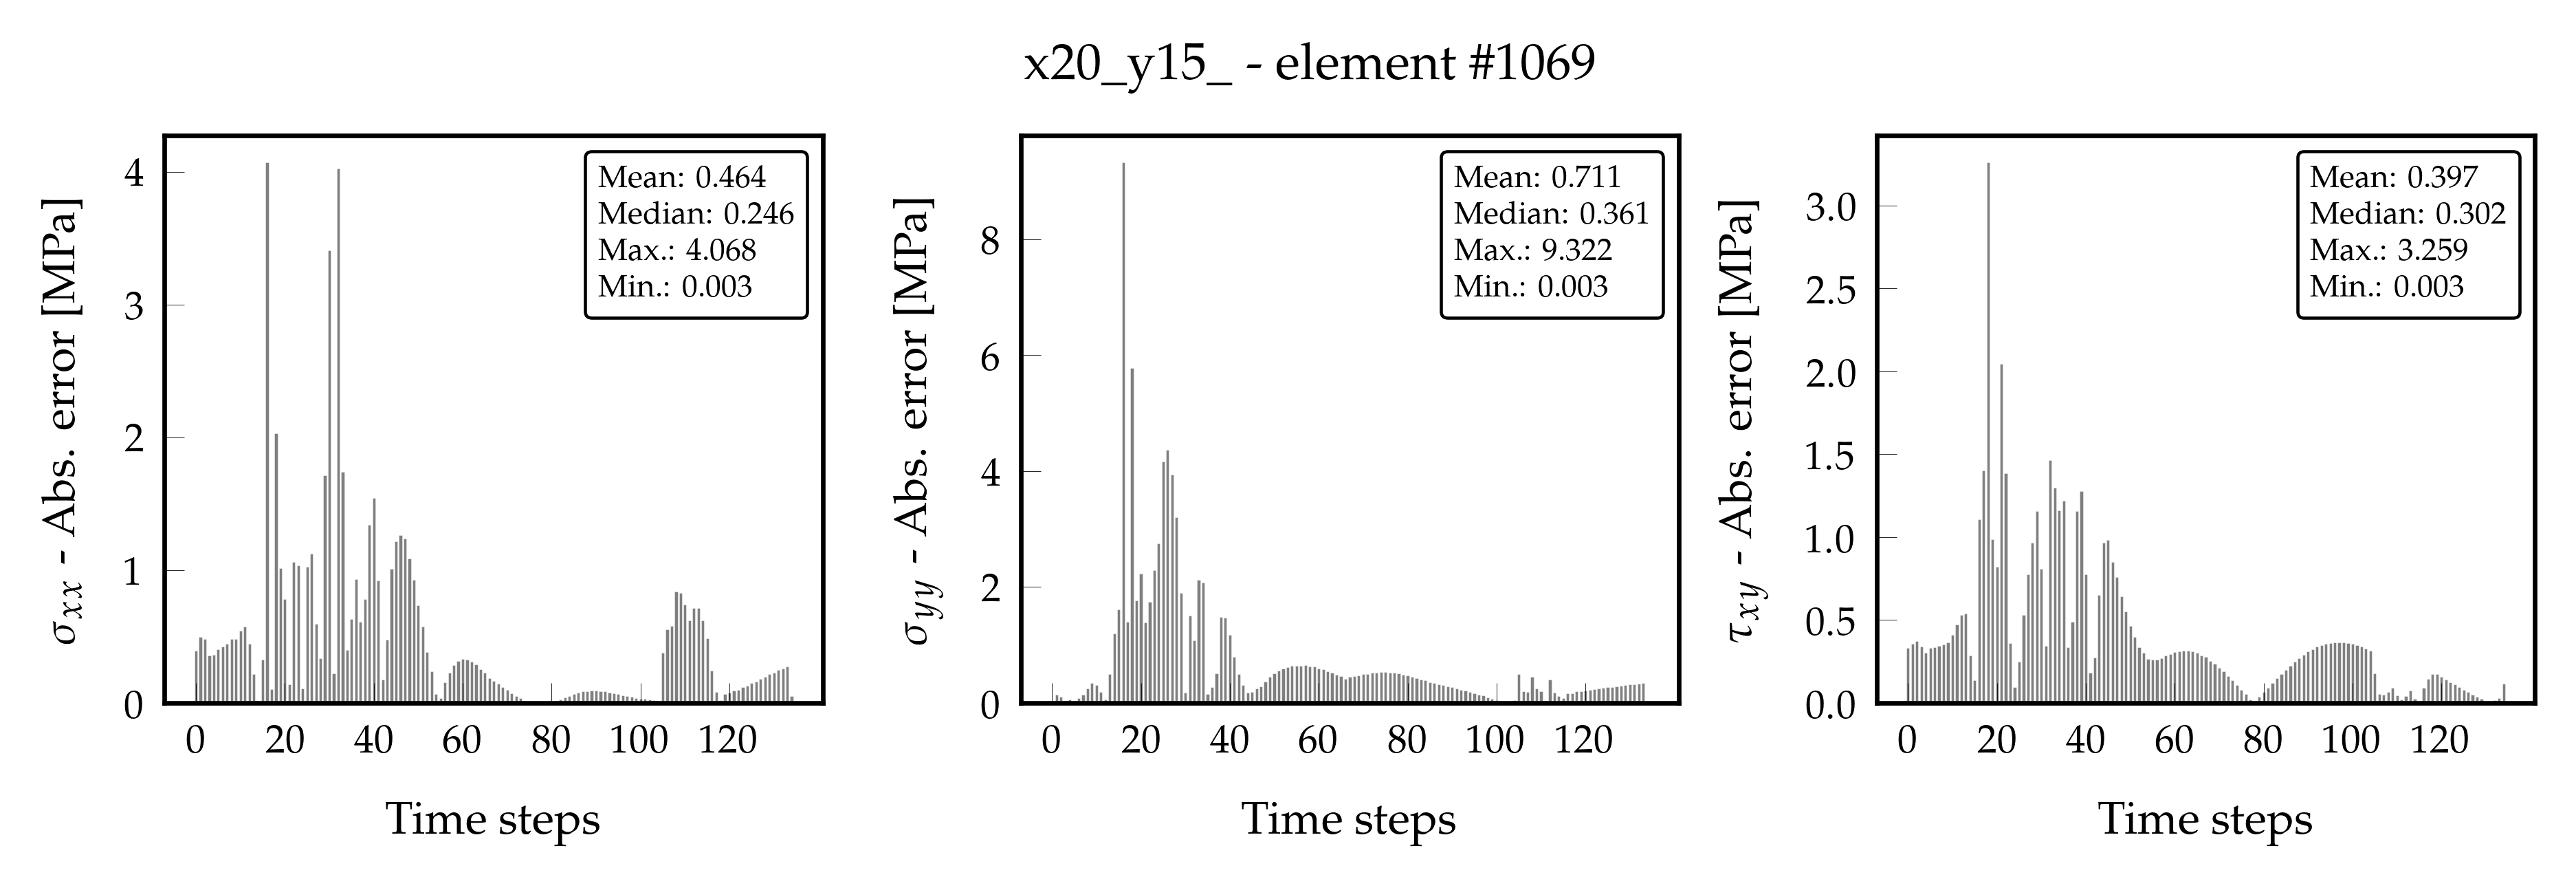 x20_y15_ - element #1069
σxx - Abs. error [MPa]
4
3
2
1
0
0 20 40 60 80 100 120
Time steps
Mean: 0.464
Median: 0.246
Max.: 4.068
Min.: 0.003
σyy - Abs. error [MPa]
8
6
4
2
0
0 20 40 60 80 100 120
Time steps
Mean: 0.711
Median: 0.361
Max.: 9.322
Min.: 0.003
τxy - Abs. error [MPa]
3.0
2.5
2.0
1.5
1.0
0.5
0.0
0 20 40 60 80 100 120
Time steps
Mean: 0.397
Median: 0.302
Max.: 3.259
Min.: 0.003